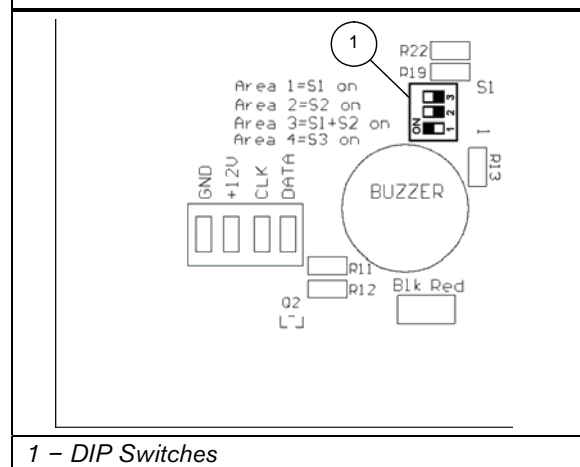 1
R22
R19
S1
Area 1=S1 on
Area 2=S2 on
Area 3=S1+S2 on
Area 4=S3 on
ON
3
2
1
1
R13
GND
+12V
CLK
DATA
BUZZER
R11
R12
Blk Red
Q2
1 – DIP Switches